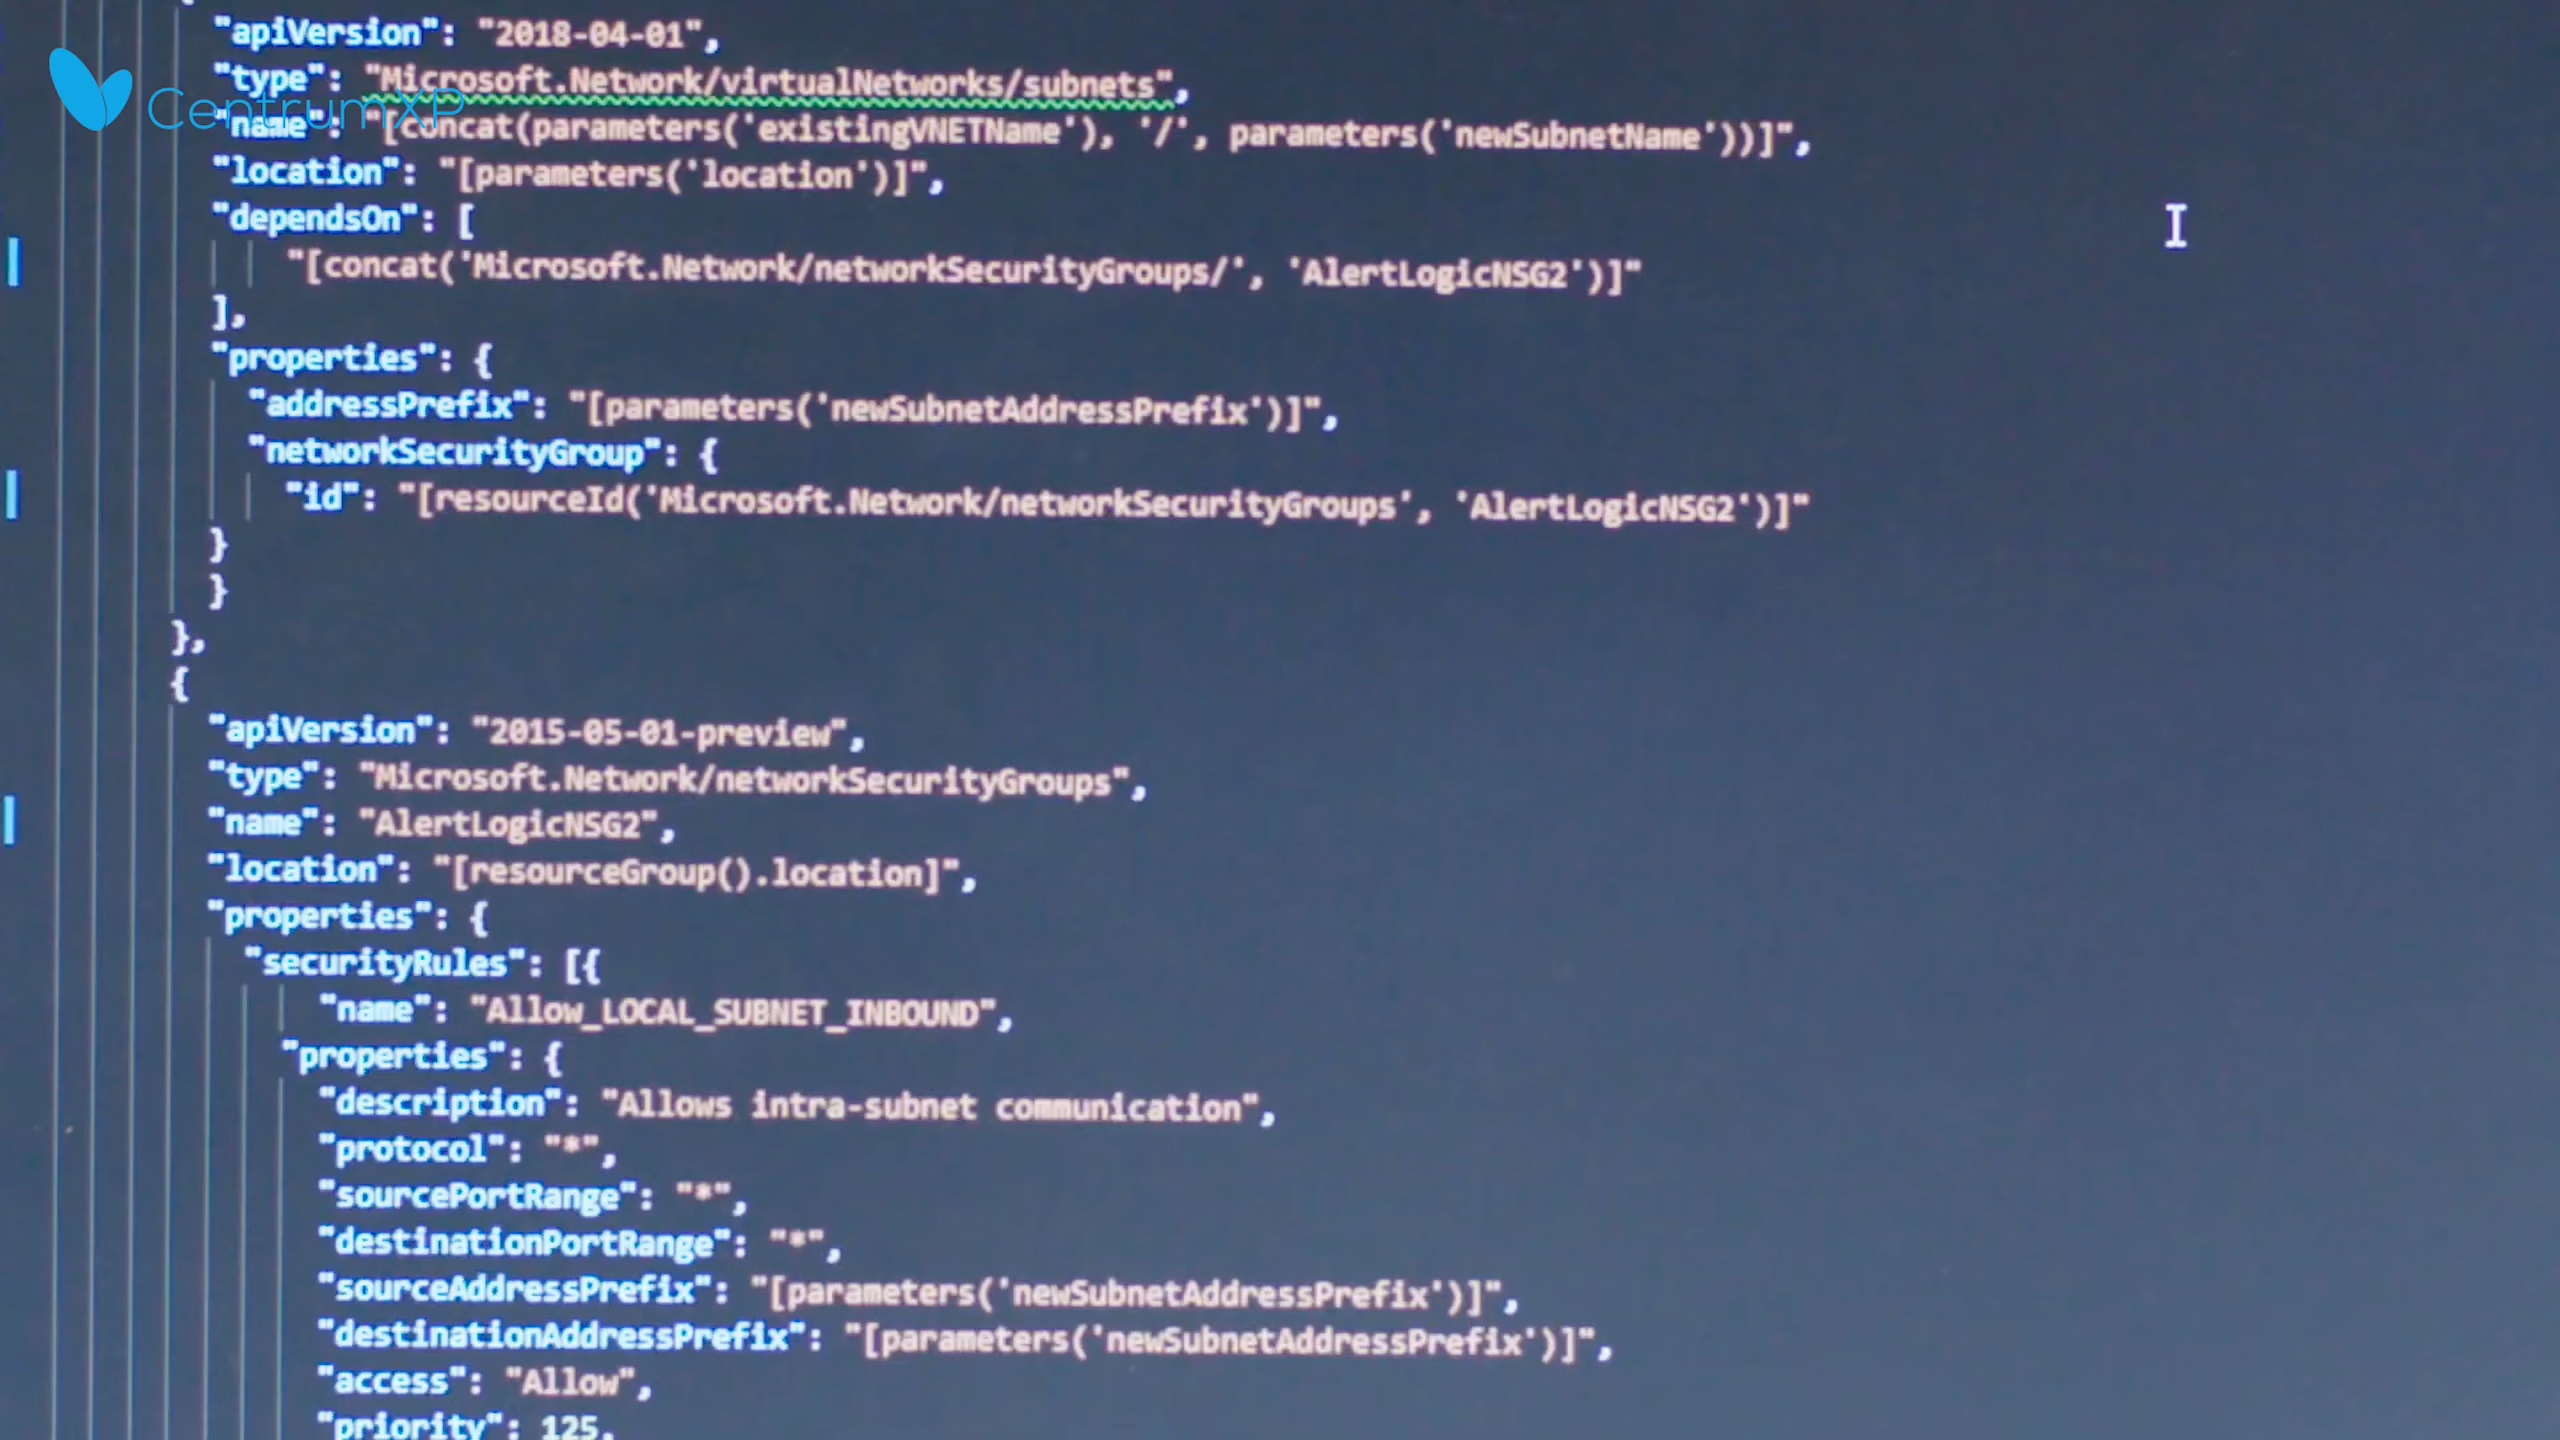 "apiVersion": "2018-04-01",
"type": "Microsoft.Network/virtualNetworks/subnets",
CentrumXP
"name": "[concat(parameters('existingVNETName'), '/', parameters('newSubnetName'))]",
"location": "[parameters('location')]",
"dependsOn": [
"[concat('Microsoft.Network/networkSecurityGroups/', 'AlertLogicNSG2')]"
],
"properties": {
"addressPrefix": "[parameters('newSubnetAddressPrefix')]",
"networkSecurityGroup": {
"id": "[resourceId('Microsoft.Network/networkSecurityGroups', 'AlertLogicNSG2')]"
}
}
},
{
"apiVersion": "2015-05-01-preview",
"type": "Microsoft.Network/networkSecurityGroups",
"name": "AlertLogicNSG2",
"location": "[resourceGroup().location]",
"properties": {
"securityRules": [{
"name": "Allow_LOCAL_SUBNET_INBOUND",
"properties": {
"description": "Allows intra-subnet communication",
"protocol": "*",
"sourcePortRange": "*",
"destinationPortRange": "*",
"sourceAddressPrefix": "[parameters('newSubnetAddressPrefix')]",
"destinationAddressPrefix": "[parameters('newSubnetAddressPrefix')]",
"access": "Allow",
"priority": 125,